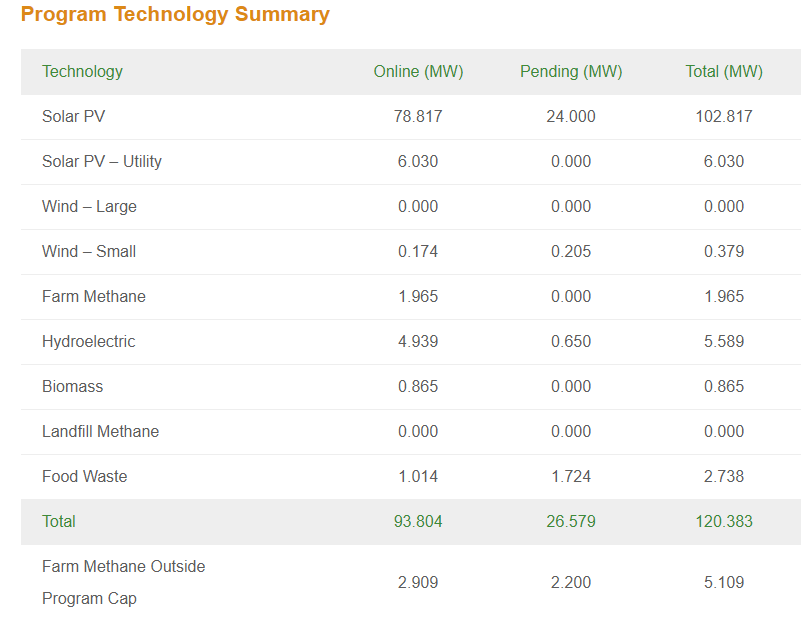 Program Technology Summary
Technology Online (MW) Pending (MW) Total (MW)
Solar PV 78.817 24.000 102.817
Solar PV – Utility 6.030 0.000 6.030
Wind – Large 0.000 0.000 0.000
Wind – Small 0.174 0.205 0.379
Farm Methane 1.965 0.000 1.965
Hydroelectric 4.939 0.650 5.589
Biomass 0.865 0.000 0.865
Landfill Methane 0.000 0.000 0.000
Food Waste 1.014 1.724 2.738
Total 93.804 26.579 120.383
Farm Methane Outside
Program Cap 2.909 2.200 5.109